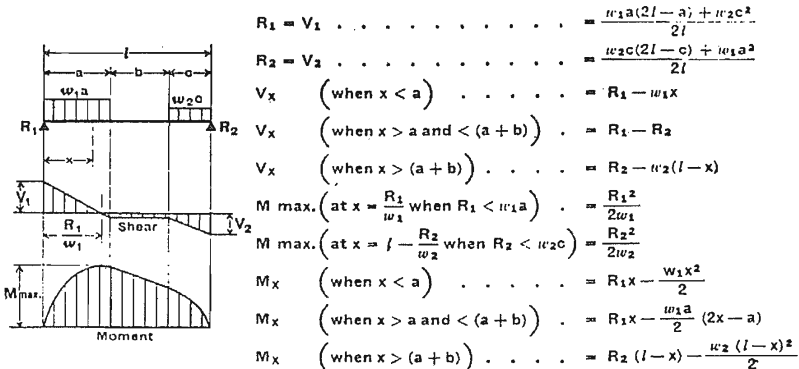 l
a b c
w₁a w₂c
R₁ R₂
x
V₁
V₂
R₁/w₁
Shear
M max.
Moment
R₁ = V₁ . . . . . . . . . . . = (w₁a(2l — a) + w₂c²)/2l
R₂ = V₂ . . . . . . . . . . = (w₂c(2l — c) + w₁a²)/2l
Vₓ (when x < a) . . . . . = R₁ — w₁x
Vₓ (when x > a and < (a + b)) . = R₁ — R₂
Vₓ (when x > (a + b)) . . . . = R₂ — w₂(l — x)
M max. (at x = R₁/w₁ when R₁ < w₁a) . = R₁²/2w₁
M max. (at x = l — R₂/w₂ when R₂ < w₂c) = R₂²/2w₂
Mₓ (when x < a) . . . . . = R₁x — w₁x²/2
Mₓ (when x > a and < (a + b)) . = R₁x — w₁a/2 (2x — a)
Mₓ (when x > (a + b)) . . . . = R₂ (l — x) — w₂ (l — x)²/2